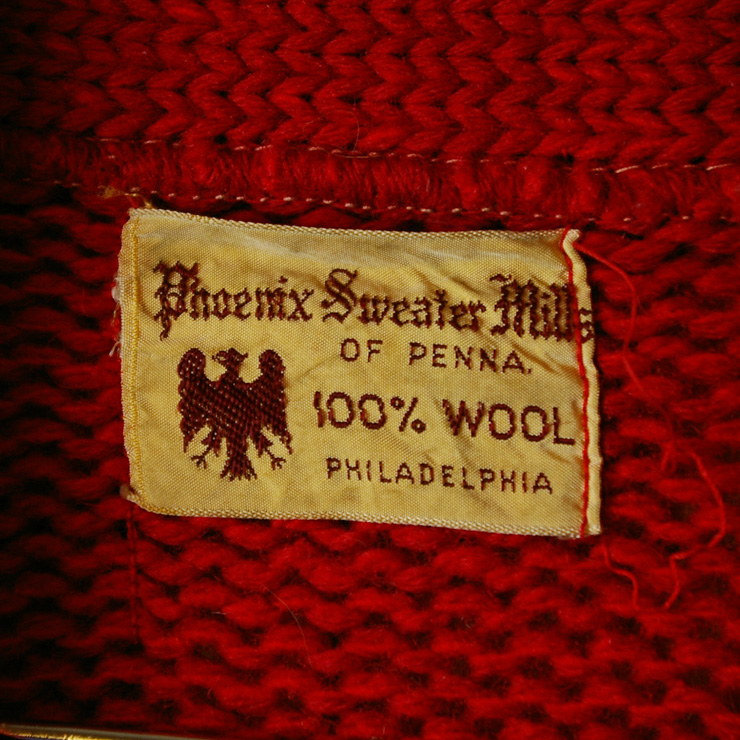 Phoenix Sweater Mills
OF PENNA.
100% WOOL
PHILADELPHIA